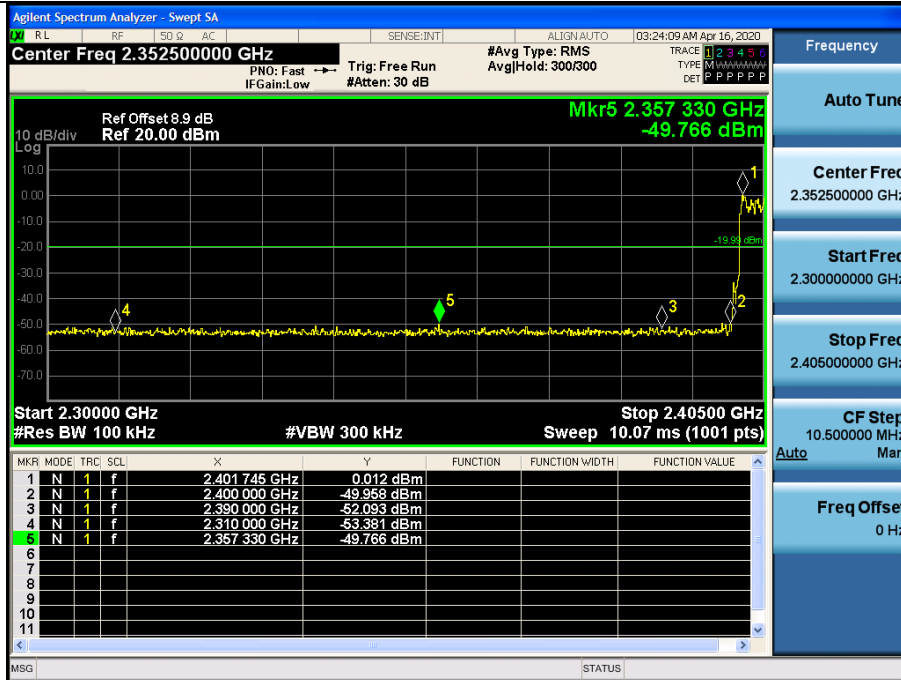 Agilent Spectrum Analyzer - Swept SA
LXI RL RF 50 Ω AC SENSE:INT ALIGN AUTO 03:24:09 AM Apr 16, 2020
Center Freq 2.352500000 GHz
PNO: Fast
IFGain:Low
Trig: Free Run
#Atten: 30 dB
#Avg Type: RMS
Avg|Hold: 300/300
TRACE 1 2 3 4 5 6
TYPE M W W W W W
DET P P P P P P
Mkr5 2.357 330 GHz
-49.766 dBm
Ref Offset 8.9 dB
10 dB/div Ref 20.00 dBm
Log
10.0
0.00
-10.0
-20.0
-30.0
-40.0
-50.0
-60.0
-70.0
-19.99 dBm
1
2
3
4
5
Start 2.30000 GHz Stop 2.40500 GHz
#Res BW 100 kHz #VBW 300 kHz Sweep 10.07 ms (1001 pts)
MKR MODE TRC SCL X Y FUNCTION FUNCTION WIDTH FUNCTION VALUE
1 N 1 f 2.401 745 GHz 0.012 dBm
2 N 1 f 2.400 000 GHz -49.958 dBm
3 N 1 f 2.390 000 GHz -52.093 dBm
4 N 1 f 2.310 000 GHz -53.381 dBm
5 N 1 f 2.357 330 GHz -49.766 dBm
6
7
8
9
10
11
MSG STATUS
Frequency
Auto Tune
Center Freq
2.352500000 GHz
Start Freq
2.300000000 GHz
Stop Freq
2.405000000 GHz
CF Step
10.500000 MHz
Auto Man
Freq Offset
0 Hz